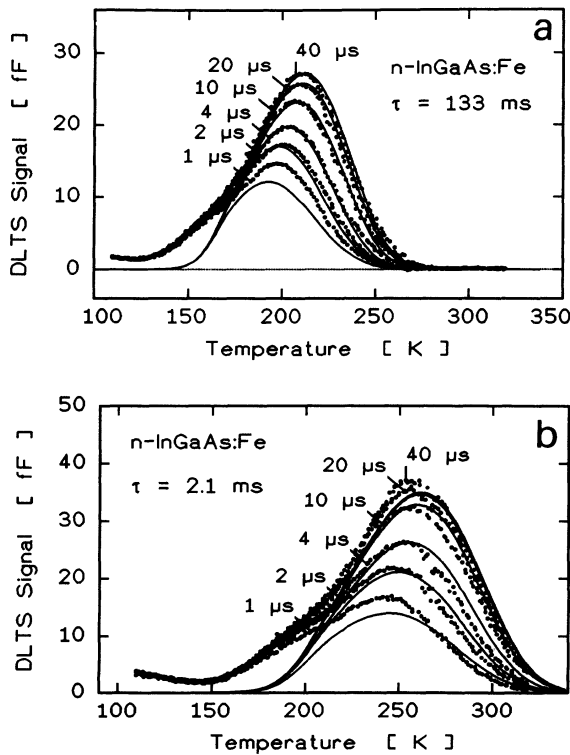 a
30
20
10
0
DLTS Signal [ fF ]
20 µs
40 µs
10 µs
4 µs
2 µs
1 µs
n-InGaAs:Fe
τ = 133 ms
100 150 200 250 300 350
Temperature [ K ]
b
50
40
30
20
10
0
DLTS Signal [ fF ]
n-InGaAs:Fe
τ = 2.1 ms
20 µs
40 µs
10 µs
4 µs
2 µs
1 µs
100 150 200 250 300
Temperature [ K ]